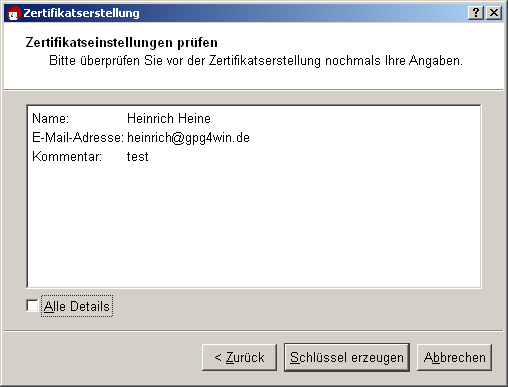 Zertifikatserstellung
Zertifikatseinstellungen prüfen
Bitte überprüfen Sie vor der Zertifikatserstellung nochmals Ihre Angaben.
Name: Heinrich Heine
E-Mail-Adresse: heinrich@gpg4win.de
Kommentar: test
Alle Details
< Zurück Schlüssel erzeugen Abbrechen